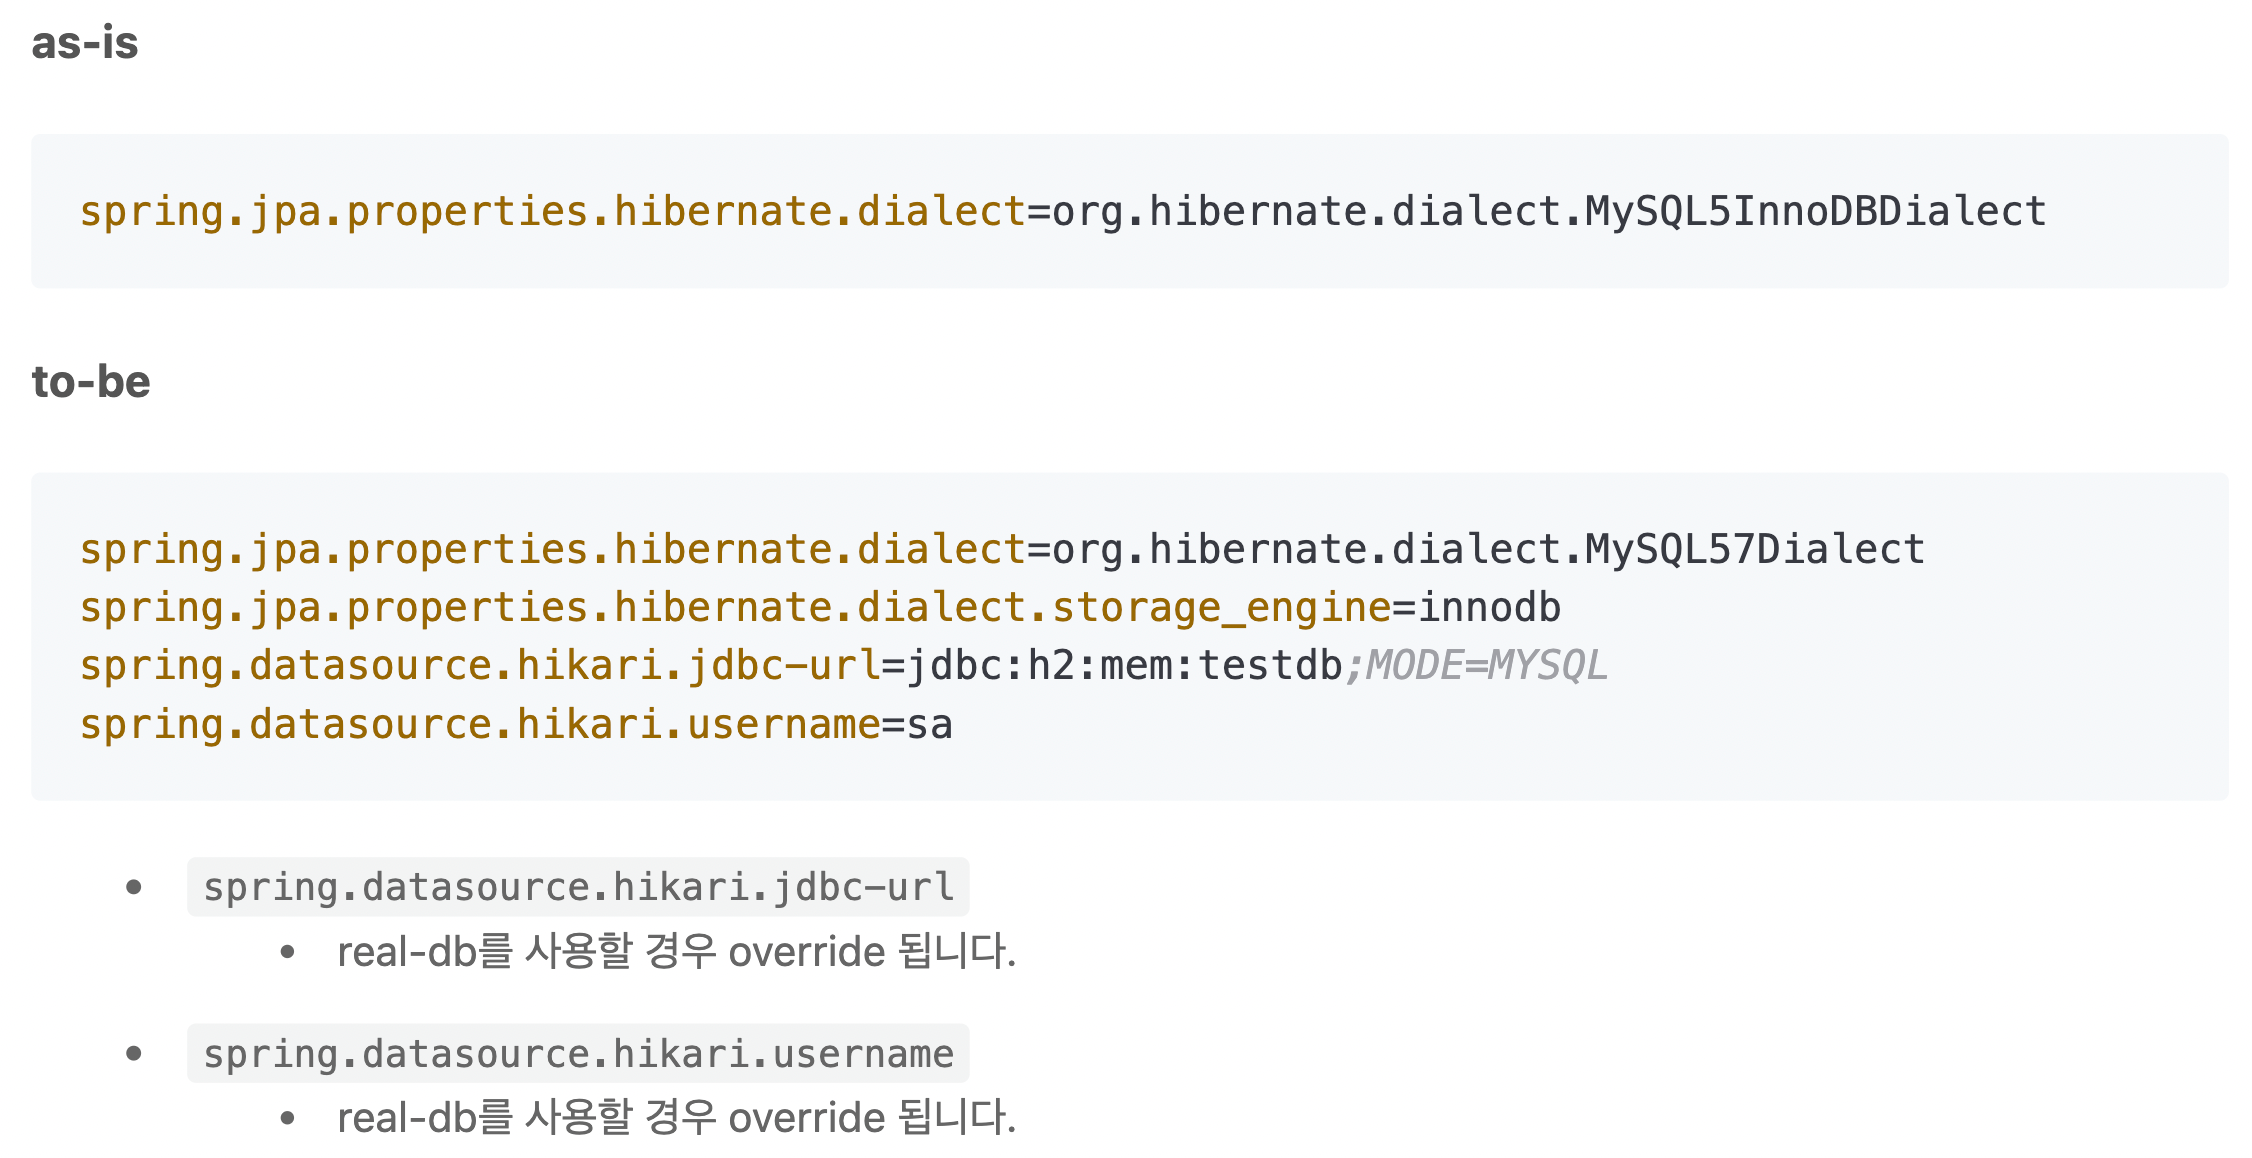 as-is
spring.jpa.properties.hibernate.dialect=org.hibernate.dialect.MySQL5InnoDBDialect
to-be
spring.jpa.properties.hibernate.dialect=org.hibernate.dialect.MySQL57Dialect
spring.jpa.properties.hibernate.dialect.storage_engine=innodb
spring.datasource.hikari.jdbc-url=jdbc:h2:mem:testdb;MODE=MYSQL
spring.datasource.hikari.username=sa
• spring.datasource.hikari.jdbc-url
• real-db를 사용할 경우 override 됩니다.
• spring.datasource.hikari.username
• real-db를 사용할 경우 override 됩니다.